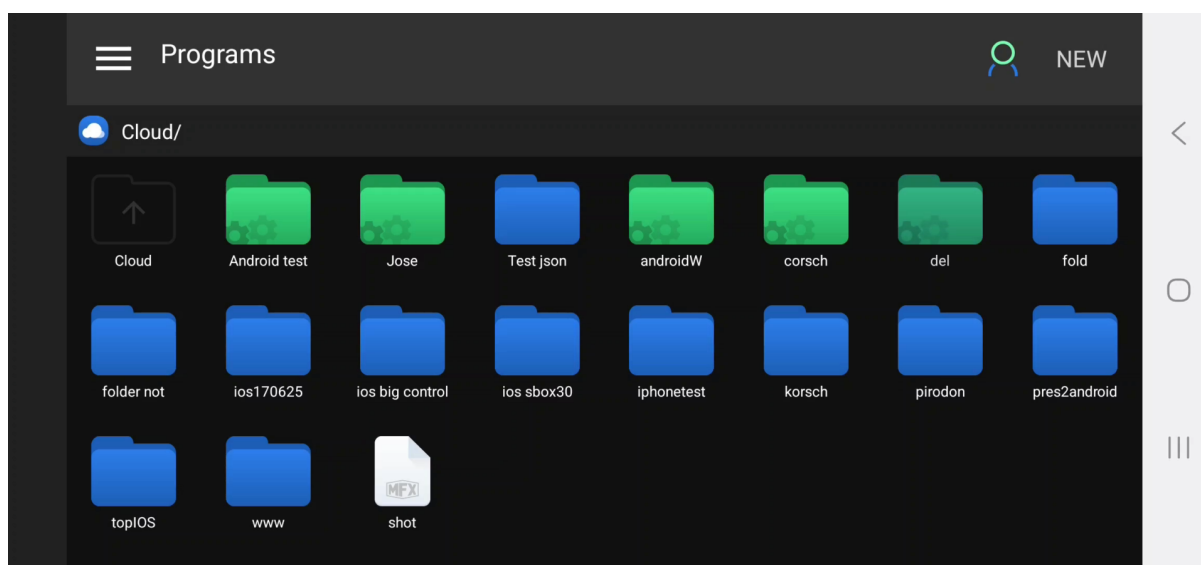 Programs
NEW
Cloud/
Cloud
Android test
Jose
Test json
androidW
corsch
del
fold
folder not
ios170625
ios big control
ios sbox30
iphonetest
korsch
pirodon
pres2android
topIOS
www
MFX
shot